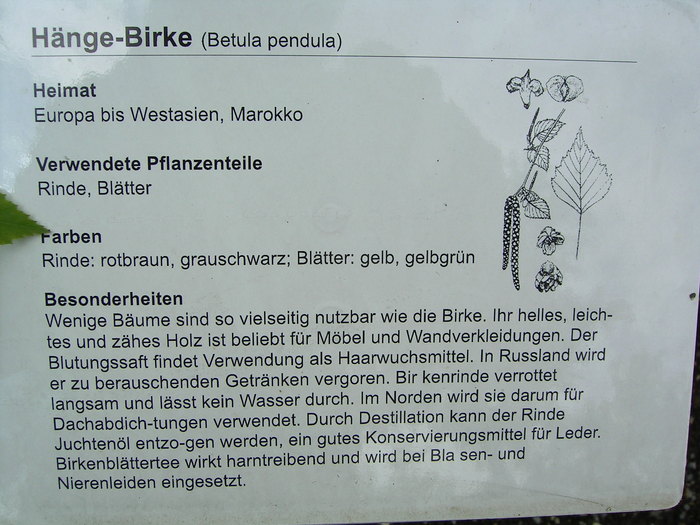 Hänge-Birke (Betula pendula)
Heimat
Europa bis Westasien, Marokko
Verwendete Pflanzenteile
Rinde, Blätter
Farben
Rinde: rotbraun, grauschwarz; Blätter: gelb, gelbgrün
Besonderheiten
Wenige Bäume sind so vielseitig nutzbar wie die Birke. Ihr helles, leich-
tes und zähes Holz ist beliebt für Möbel und Wandverkleidungen. Der
Blutungssaft findet Verwendung als Haarwuchsmittel. In Russland wird
er zu berauschenden Getränken vergoren. Bir kenrinde verrottet
langsam und lässt kein Wasser durch. Im Norden wird sie darum für
Dachabdich-tungen verwendet. Durch Destillation kann der Rinde
Juchtenöl entzo-gen werden, ein gutes Konservierungsmittel für Leder.
Birkenblättertee wirkt harntreibend und wird bei Bla sen- und
Nierenleiden eingesetzt.